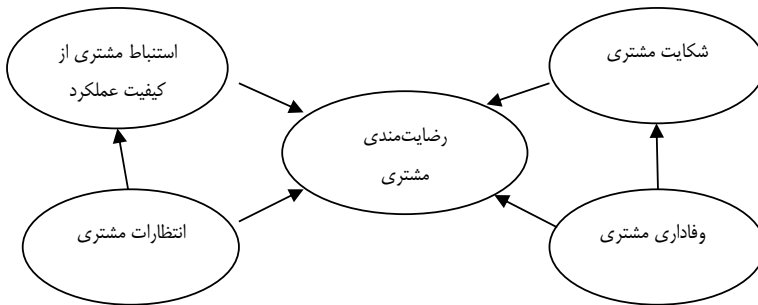 شکایت مشتری
استنباط مشتری از
کیفیت عملکرد
رضایت‌مندی
مشتری
وفاداری مشتری
انتظارات مشتری